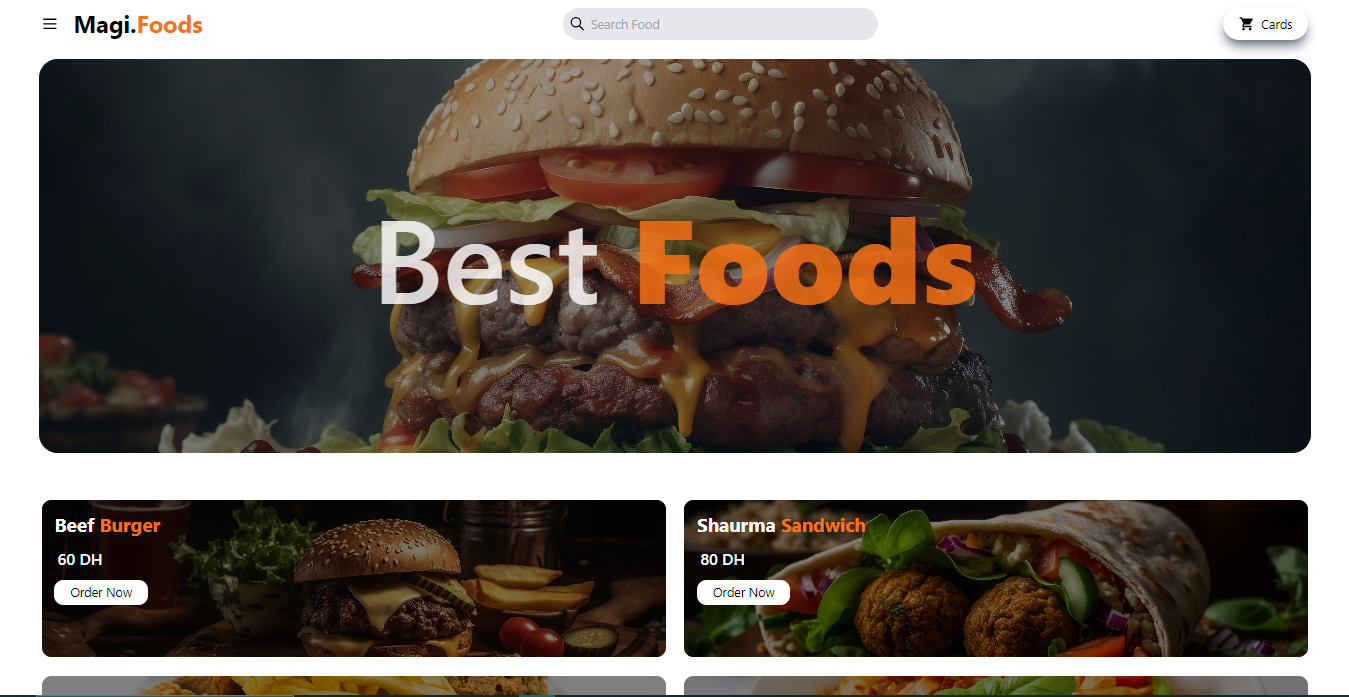 Magi.Foods
Search Food
Cards
Best Foods
Beef Burger
60 DH
Order Now
Shaurma Sandwich
80 DH
Order Now